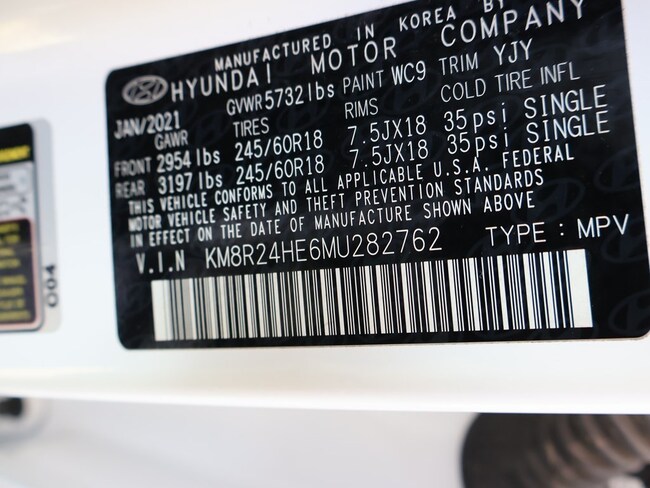 MANUFACTURED IN KOREA BY
HYUNDAI MOTOR COMPANY
JAN/2021 GVWR 5732 lbs PAINT WC9 TRIM YJY
GAWR TIRES RIMS COLD TIRE INFL
FRONT 2954 lbs 245/60R18 7.5JX18 35psi SINGLE
REAR 3197 lbs 245/60R18 7.5JX18 35psi SINGLE
THIS VEHICLE CONFORMS TO ALL APPLICABLE U.S.A. FEDERAL
MOTOR VEHICLE SAFETY AND THEFT PREVENTION STANDARDS
IN EFFECT ON THE DATE OF MANUFACTURE SHOWN ABOVE
V.I.N KM8R24HE6MU282762 TYPE : MPV
004